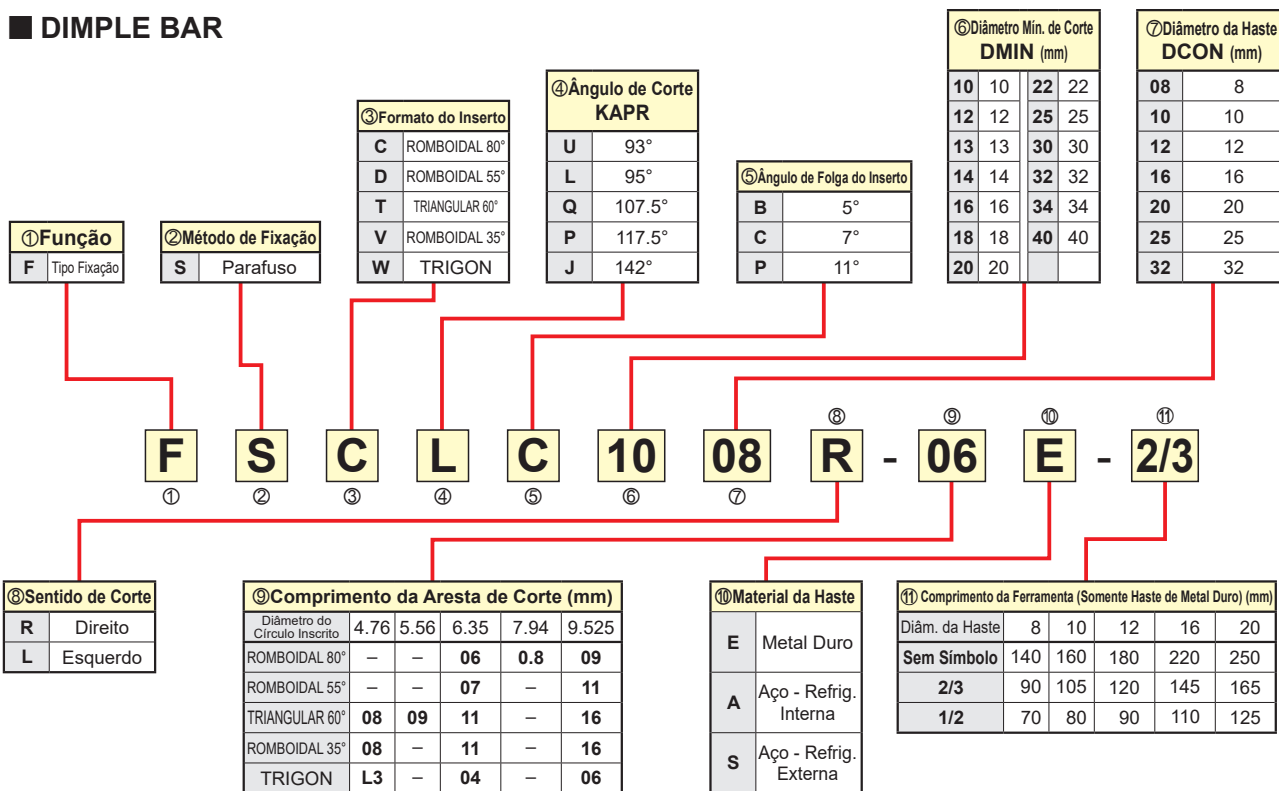 ■ DIMPLE BAR
①Função
F Tipo Fixação
②Método de Fixação
S Parafuso
③Formato do Inserto
C ROMBOIDAL 80°
D ROMBOIDAL 55°
T TRIANGULAR 60°
V ROMBOIDAL 35°
W TRIGON
④Ângulo de Corte
KAPR
U 93°
L 95°
Q 107.5°
P 117.5°
J 142°
⑤Ângulo de Folga do Inserto
B 5°
C 7°
P 11°
⑥Diâmetro Mín. de Corte
DMIN (mm)
10 10 22 22
12 12 25 25
13 13 30 30
14 14 32 32
16 16 34 34
18 18 40 40
20 20
⑦Diâmetro da Haste
DCON (mm)
08 8
10 10
12 12
16 16
20 20
25 25
32 32
⑧ ⑨ ⑩ ⑪
F S C L C 10 08 R - 06 E - 2/3
① ② ③ ④ ⑤ ⑥ ⑦
⑧Sentido de Corte
R Direito
L Esquerdo
⑨Comprimento da Aresta de Corte (mm)
Diâmetro do
Círculo Inscrito 4.76 5.56 6.35 7.94 9.525
ROMBOIDAL 80° – – 06 0.8 09
ROMBOIDAL 55° – – 07 – 11
TRIANGULAR 60° 08 09 11 – 16
ROMBOIDAL 35° 08 – 11 – 16
TRIGON L3 – 04 – 06
⑩Material da Haste
E Metal Duro
A Aço - Refrig.
Interna
S Aço - Refrig.
Externa
⑪ Comprimento da Ferramenta (Somente Haste de Metal Duro) (mm)
Diâm. da Haste 8 10 12 16 20
Sem Símbolo 140 160 180 220 250
2/3 90 105 120 145 165
1/2 70 80 90 110 125